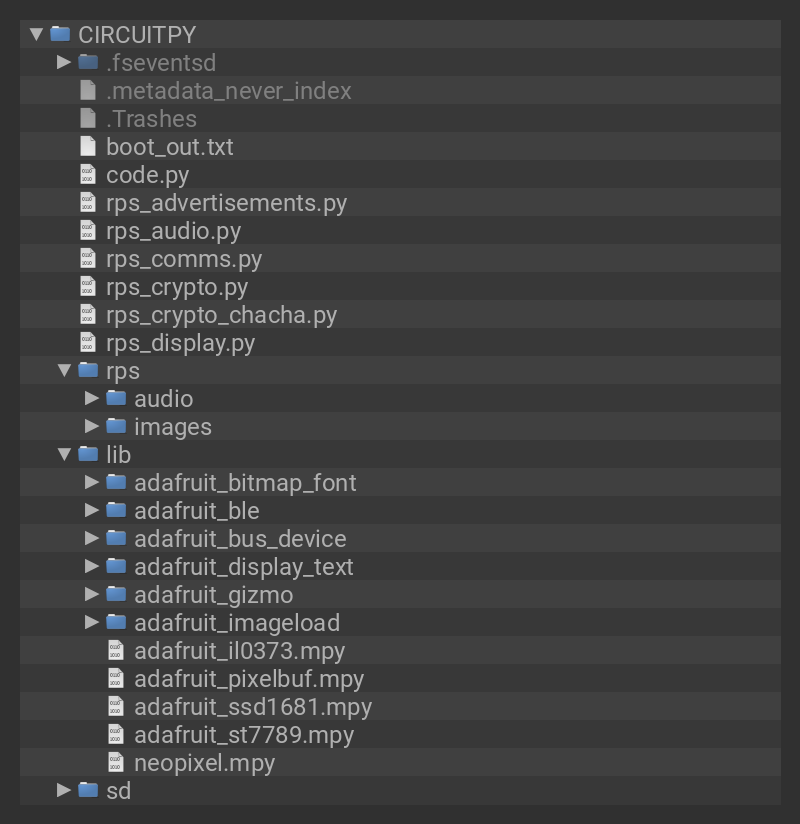 CIRCUITPY
.fseventsd
.metadata_never_index
.Trashes
boot_out.txt
code.py
rps_advertisements.py
rps_audio.py
rps_comms.py
rps_crypto.py
rps_crypto_chacha.py
rps_display.py
rps
audio
images
lib
adafruit_bitmap_font
adafruit_ble
adafruit_bus_device
adafruit_display_text
adafruit_gizmo
adafruit_imageload
adafruit_il0373.mpy
adafruit_pixelbuf.mpy
adafruit_ssd1681.mpy
adafruit_st7789.mpy
neopixel.mpy
sd